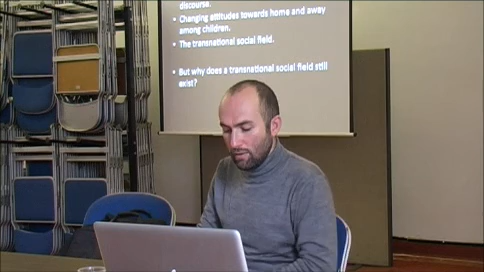 discourse.
• Changing attitudes towards home and away
among children.
• The transnational social field.
• But why does a transnational social field still
exist?